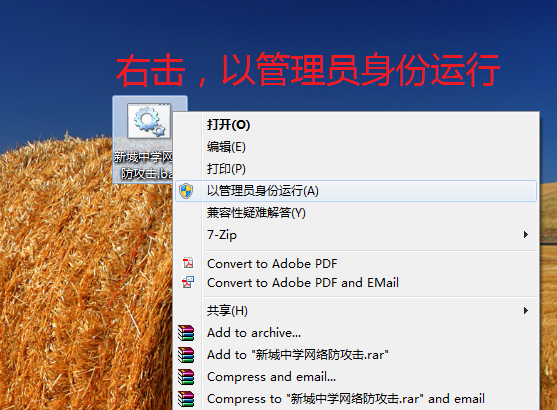 右击，以管理员身份运行
新城中学网
防攻击.ba
打开(O)
编辑(E)
打印(P)
以管理员身份运行(A)
兼容性疑难解答(Y)
7-Zip
Convert to Adobe PDF
Convert to Adobe PDF and EMail
共享(H)
Add to archive...
Add to "新城中学网络防攻击.rar"
Compress and email...
Compress to "新城中学网络防攻击.rar" and email